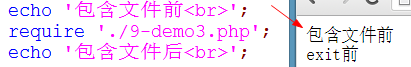 echo '包含文件前<br>';
require './9-demo3.php';
echo '包含文件后<br>';
包含文件前
exit前